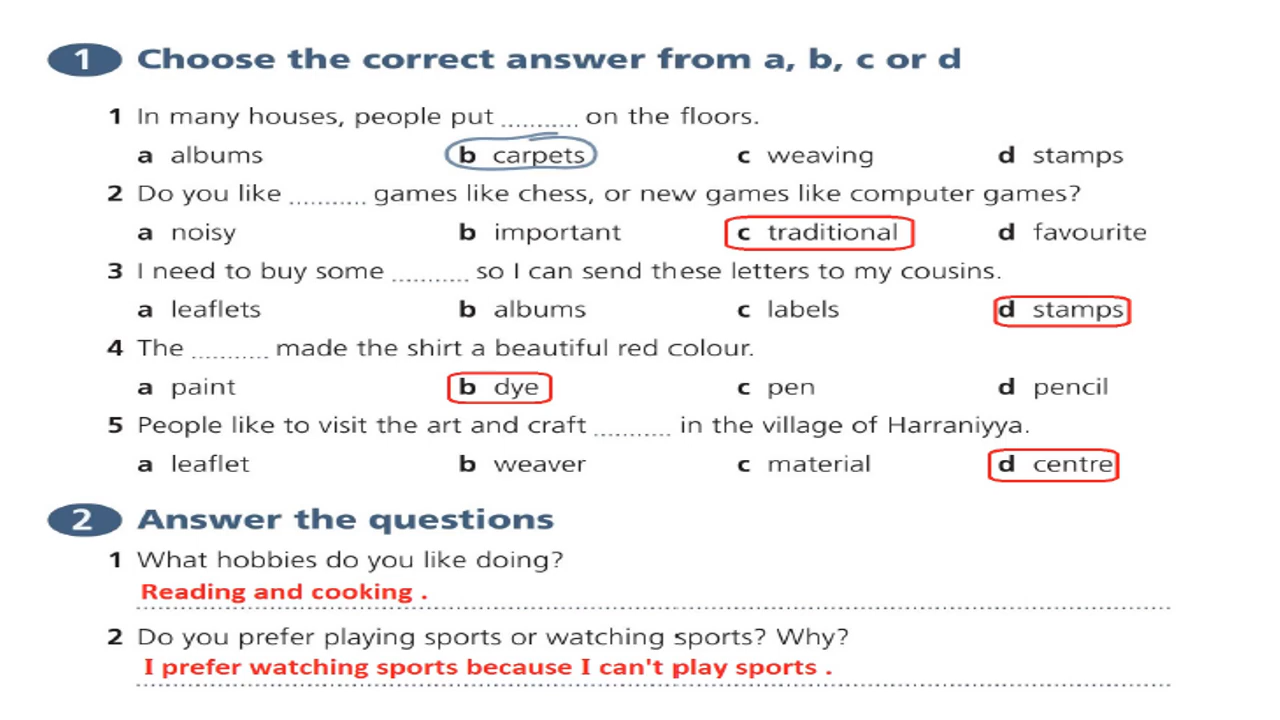 1 Choose the correct answer from a, b, c or d
1 In many houses, people put .......... on the floors.
a albums b carpets c weaving d stamps
2 Do you like .......... games like chess, or new games like computer games?
a noisy b important c traditional d favourite
3 I need to buy some .......... so I can send these letters to my cousins.
a leaflets b albums c labels d stamps
4 The .......... made the shirt a beautiful red colour.
a paint b dye c pen d pencil
5 People like to visit the art and craft .......... in the village of Harraniyya.
a leaflet b weaver c material d centre
2 Answer the questions
1 What hobbies do you like doing?
Reading and cooking .
2 Do you prefer playing sports or watching sports? Why?
I prefer watching sports because I can't play sports .